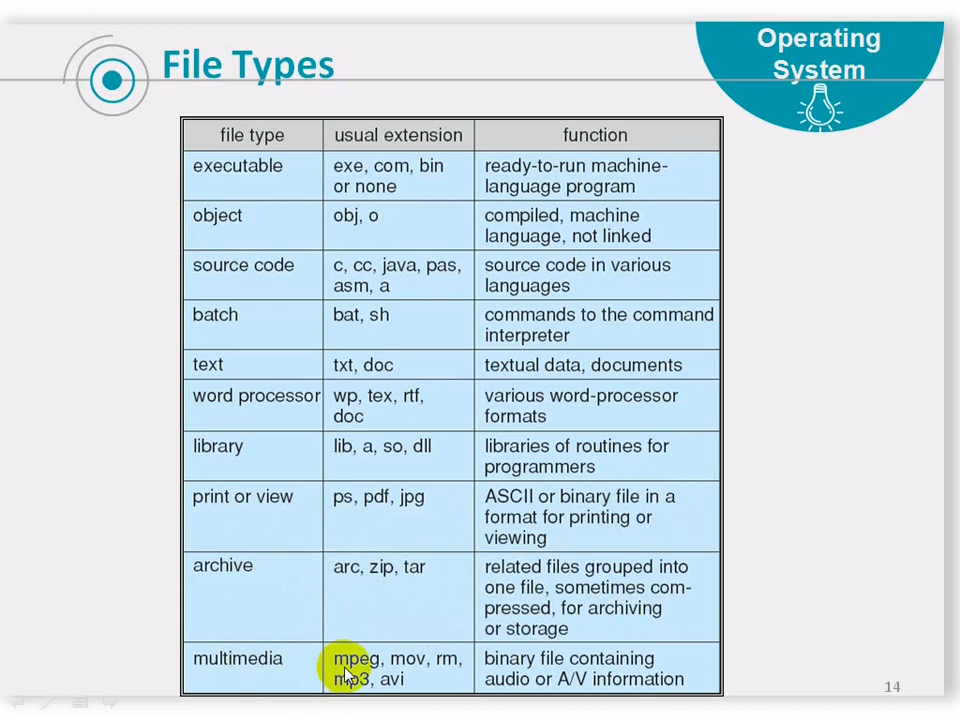 File Types
Operating
System
file type usual extension function
executable exe, com, bin ready-to-run machine-
or none language program
object obj, o compiled, machine
language, not linked
source code c, cc, java, pas, source code in various
asm, a languages
batch bat, sh commands to the command
interpreter
text txt, doc textual data, documents
word processor wp, tex, rtf, various word-processor
doc formats
library lib, a, so, dll libraries of routines for
programmers
print or view ps, pdf, jpg ASCII or binary file in a
format for printing or
viewing
archive arc, zip, tar related files grouped into
one file, sometimes com-
pressed, for archiving
or storage
multimedia mpeg, mov, rm, binary file containing
mp3, avi audio or A/V information
14